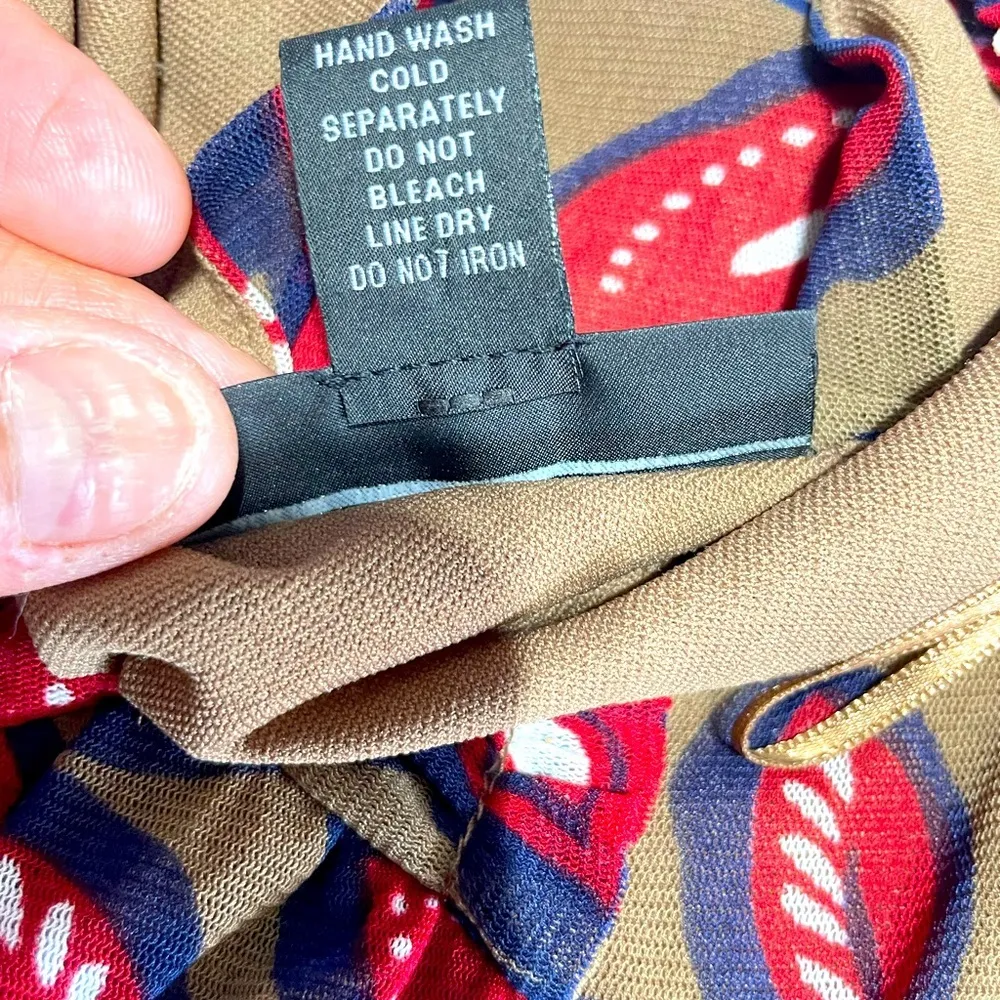 HAND WASH
COLD
SEPARATELY
DO NOT
BLEACH
LINE DRY
DO NOT IRON